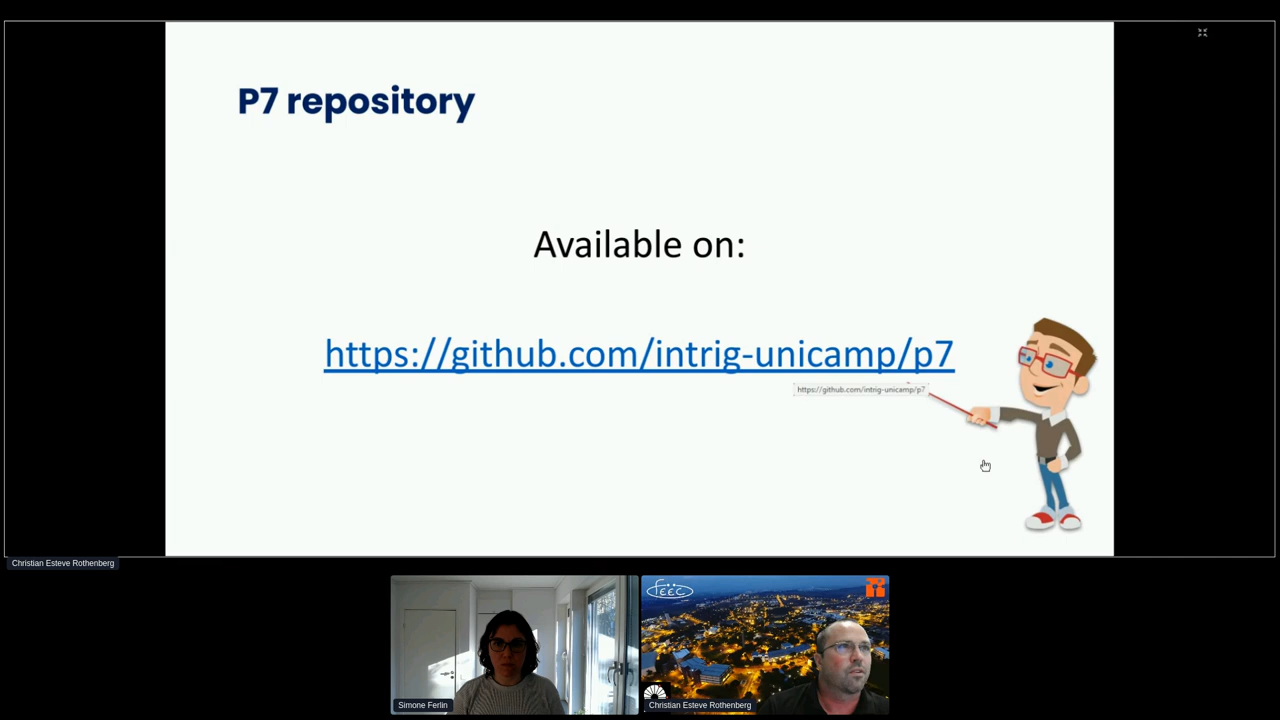 P7 repository
Available on:
https://github.com/intrig-unicamp/p7
https://github.com/intrig-unicamp/p7
Christian Esteve Rothenberg
FEEC
Simone Ferlin
Christian Esteve Rothenberg